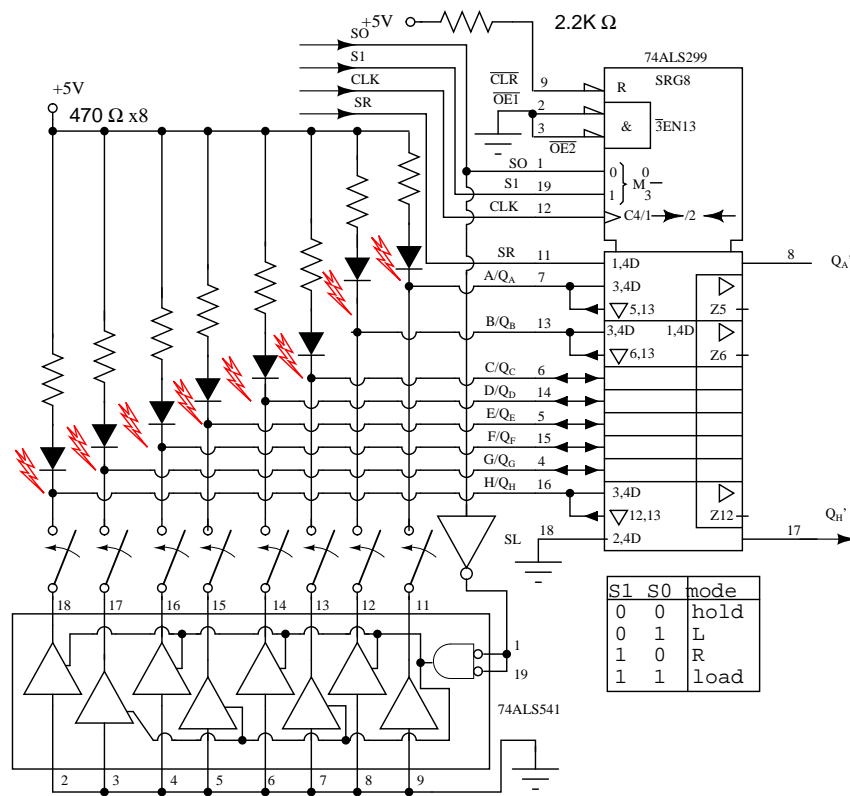 +5V
2.2K Ω
SO
S1
CLK
SR
74ALS299
SRG8
+5V
470 Ω x8
CLR
9
R
OE1
2
&
3EN13
3
OE2
SO
1
0
0
M
S1
19
1
3
CLK
12
C4/1
/2
SR
11
1,4D
8
QA'
A/QA
7
3,4D
5,13
Z5
B/QB
13
3,4D
1,4D
6,13
Z6
C/QC
6
D/QD
14
E/QE
5
F/QF
15
G/QG
4
H/QH
16
3,4D
12,13
Z12
SL
18
2,4D
17
QH'
18
17
16
15
14
13
12
11
1
19
74ALS541
2
3
4
5
6
7
8
9
S1 S0 mode
0 0 hold
0 1 L
1 0 R
1 1 load